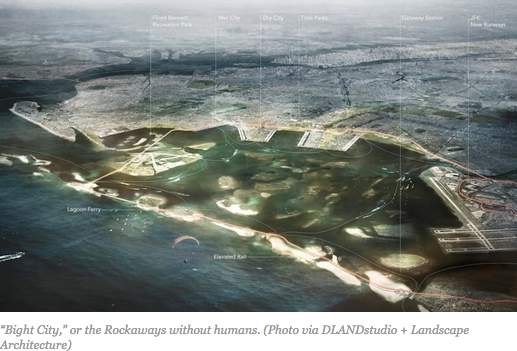 Floyd Bennett
Recreation Park
Wet City
Dry City
Tidal Parks
Gateway Station
JFK
New Runways
Lagoon Ferry
Elevated Rail
“Bight City,” or the Rockaways without humans. (Photo via DLANDstudio + Landscape
Architecture)